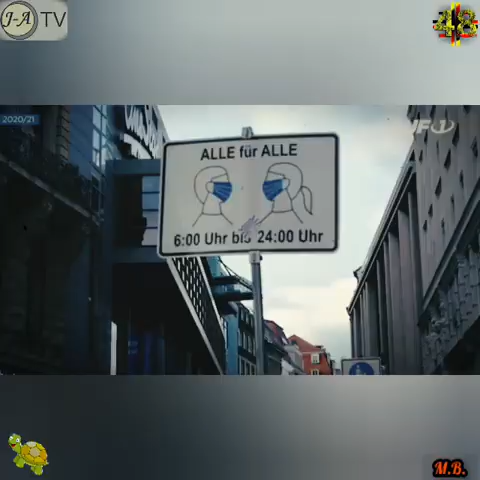 J-A TV
2020/21
ALLE für ALLE
6:00 Uhr bis 24:00 Uhr
M.B.